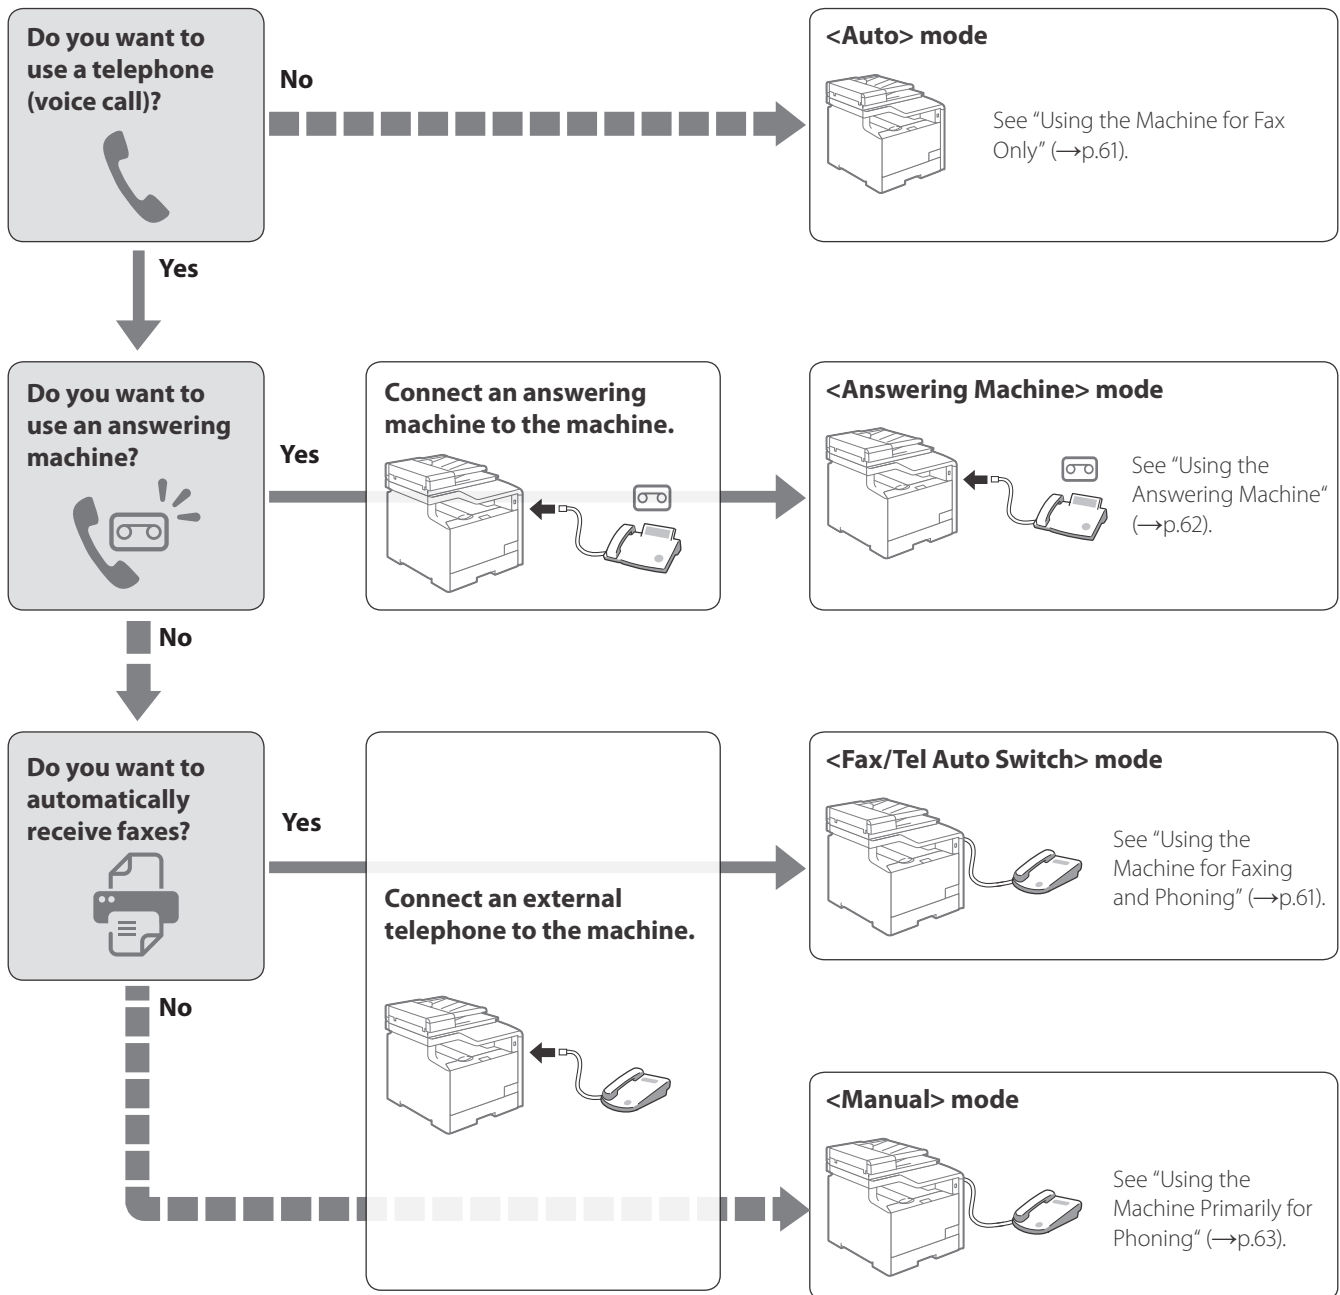 Do you want to
use a telephone
(voice call)?
No
<Auto> mode
See “Using the Machine for Fax
Only” (→p.61).
Yes
Do you want to
use an answering
machine?
Yes
Connect an answering
machine to the machine.
<Answering Machine> mode
See “Using the
Answering Machine“
(→p.62).
No
Do you want to
automatically
receive faxes?
Yes
Connect an external
telephone to the machine.
<Fax/Tel Auto Switch> mode
See “Using the
Machine for Faxing
and Phoning” (→p.61).
No
<Manual> mode
See “Using the
Machine Primarily for
Phoning“ (→p.63).